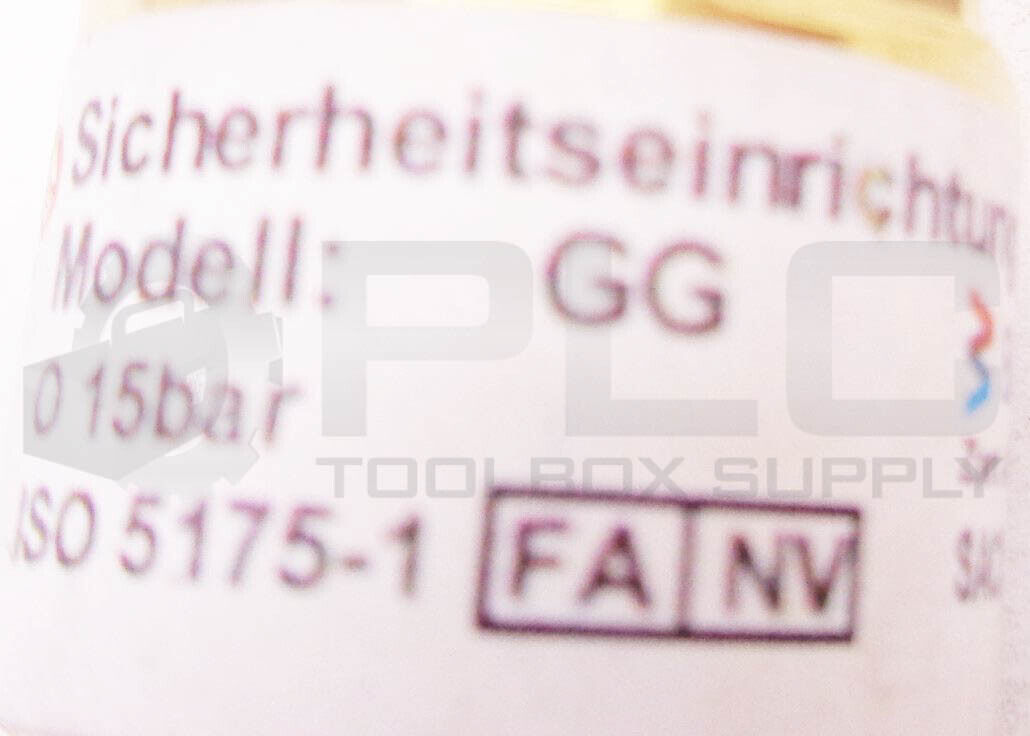 Sicherheitseinrichtun
Modell: GG
0 15bar
ISO 5175-1 FA NV
PLC
TOOLBOX SUPPLY